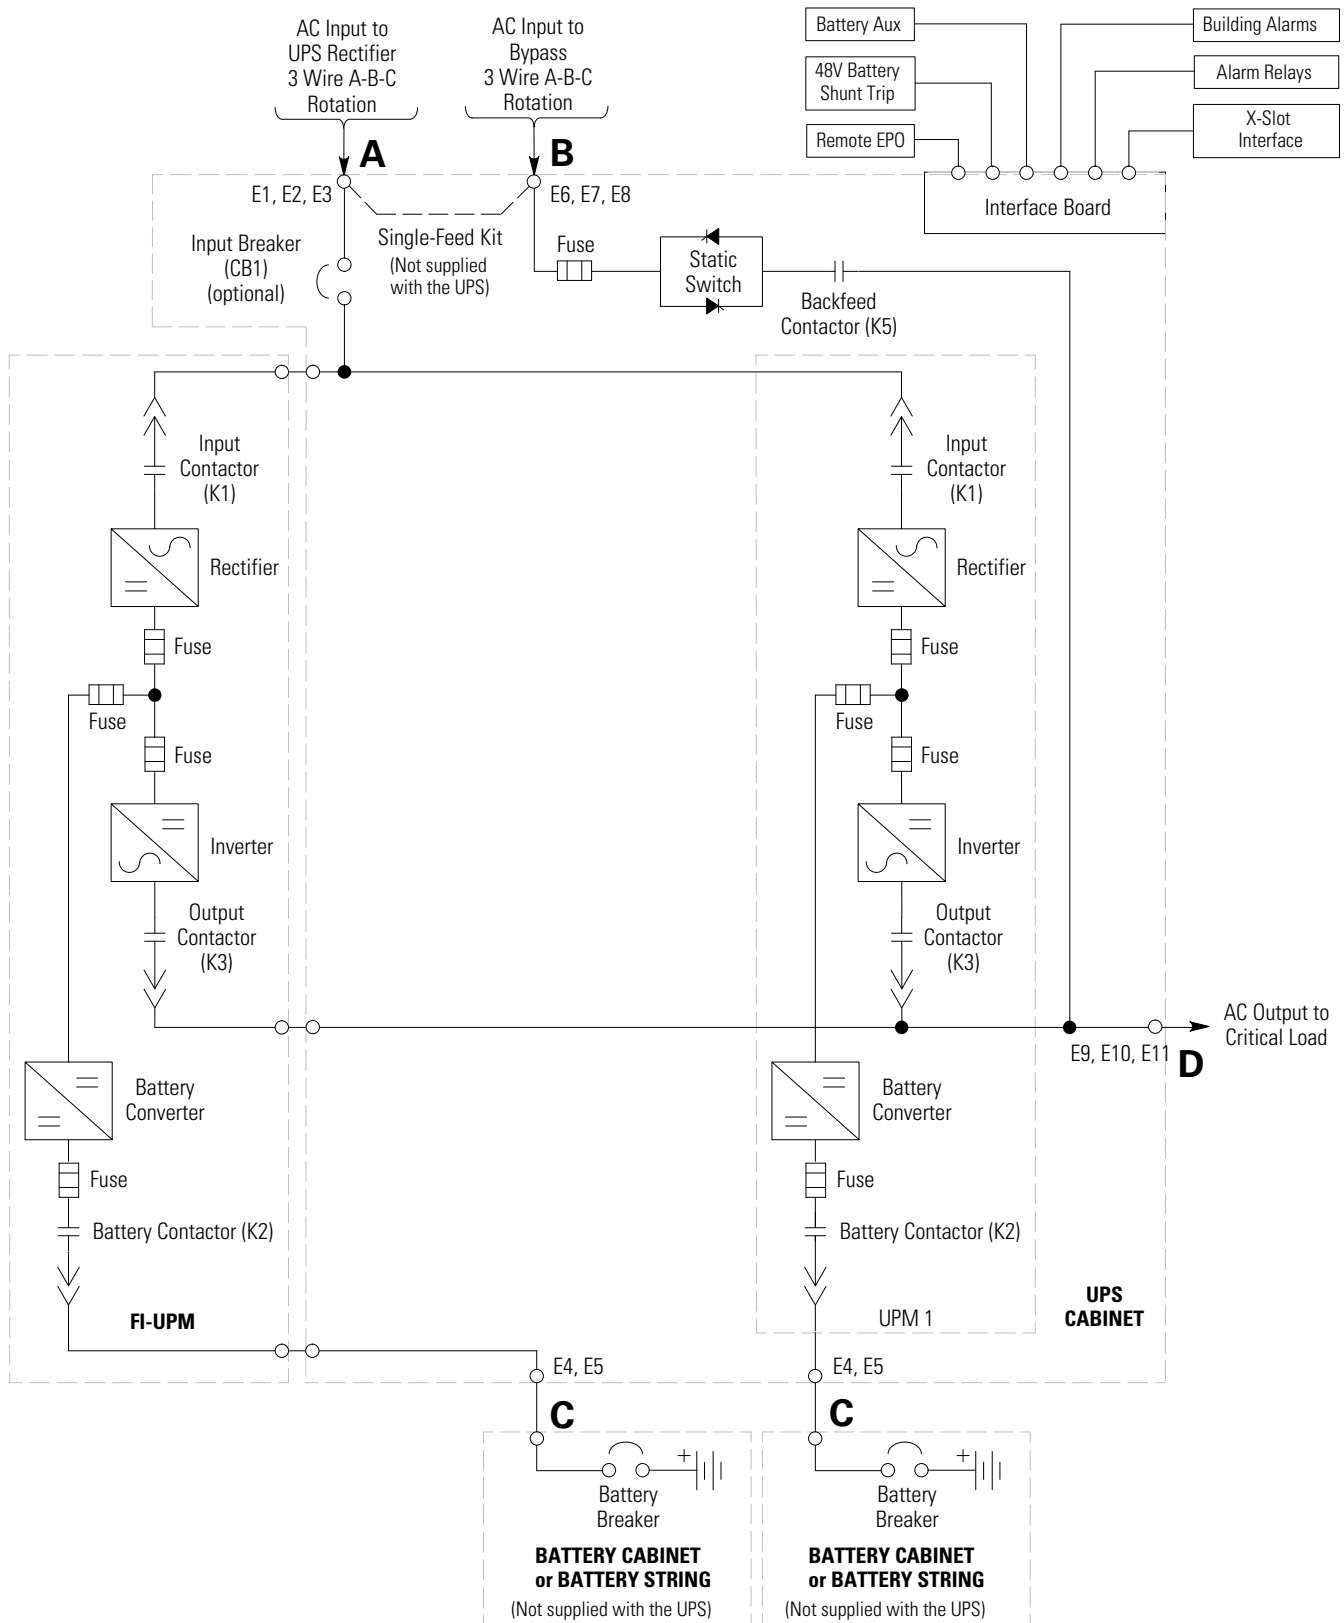 AC Input to
UPS Rectifier
3 Wire A-B-C
Rotation
AC Input to
Bypass
3 Wire A-B-C
Rotation
Battery Aux
48V Battery
Shunt Trip
Remote EPO
Building Alarms
Alarm Relays
X-Slot
Interface
A
B
E1, E2, E3
E6, E7, E8
Interface Board
Input Breaker
(CB1)
(optional)
Single-Feed Kit
(Not supplied
with the UPS)
Fuse
Static
Switch
Backfeed
Contactor (K5)
Input
Contactor
(K1)
Rectifier
Fuse
Fuse
Fuse
Inverter
Output
Contactor
(K3)
Battery
Converter
Fuse
Battery Contactor (K2)
FI-UPM
Input
Contactor
(K1)
Rectifier
Fuse
Fuse
Fuse
Inverter
Output
Contactor
(K3)
E9, E10, E11
D
AC Output to
Critical Load
Battery
Converter
Fuse
Battery Contactor (K2)
UPM 1
UPS
CABINET
E4, E5
C
+
Battery
Breaker
BATTERY CABINET
or BATTERY STRING
(Not supplied with the UPS)
E4, E5
C
+
Battery
Breaker
BATTERY CABINET
or BATTERY STRING
(Not supplied with the UPS)